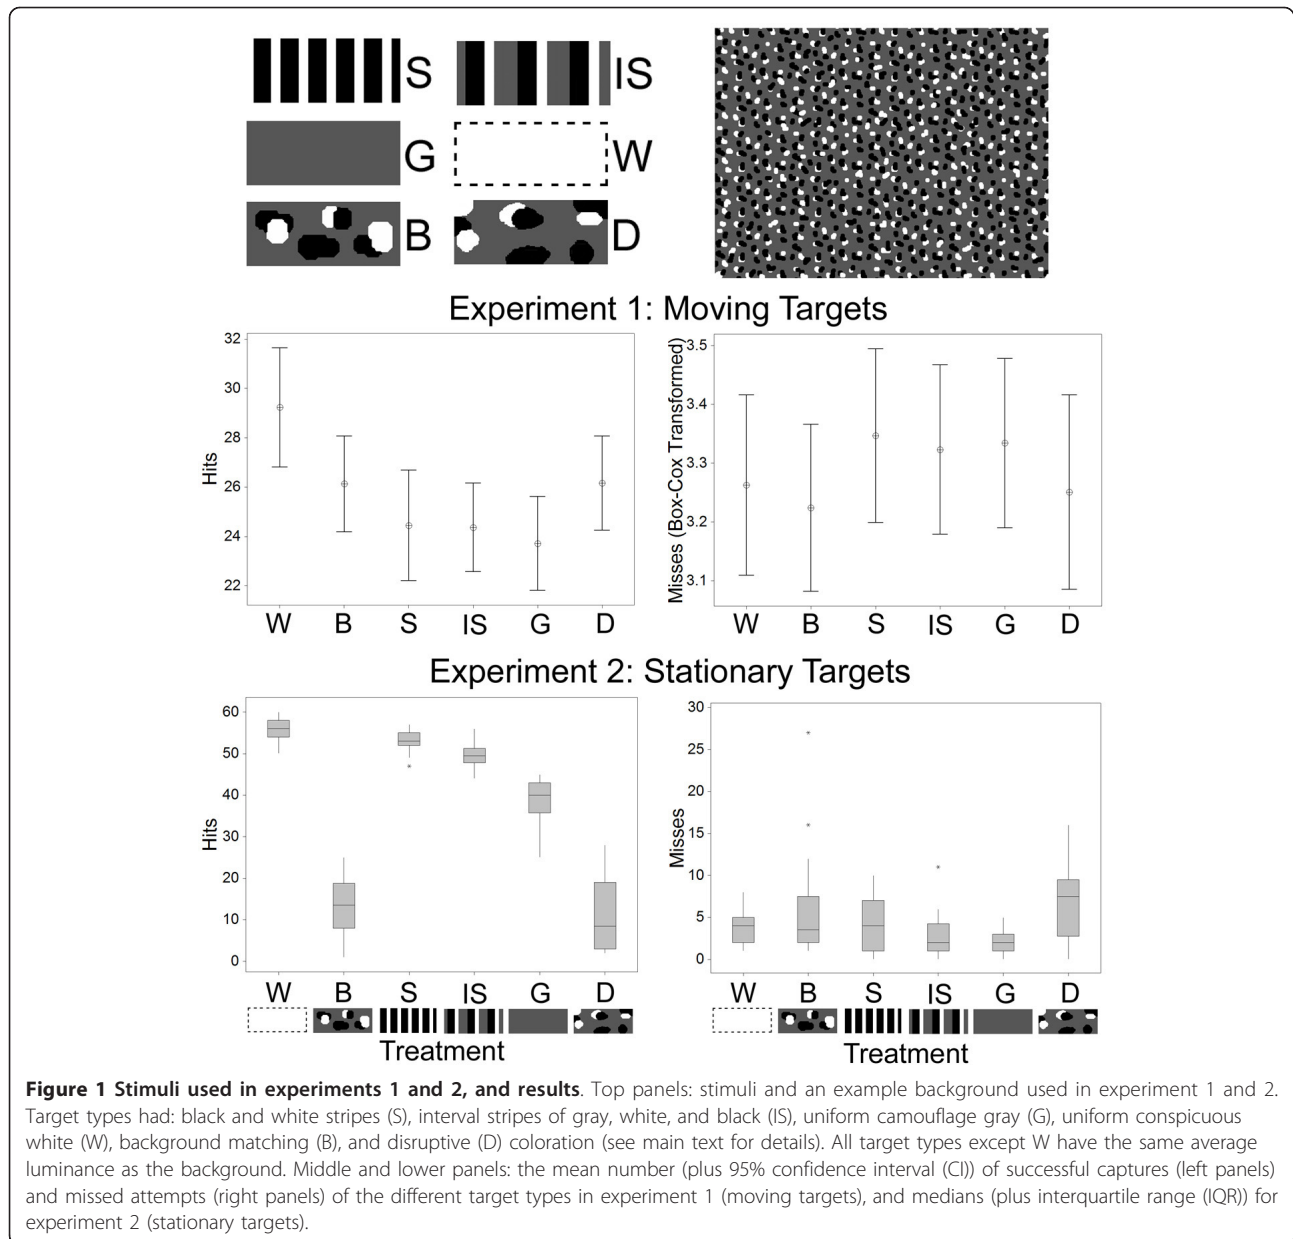 S
IS
G
W
B
D
Experiment 1: Moving Targets
Hits
32
30
28
26
24
22
W B S IS G D
Misses (Box-Cox Transformed)
3.5
3.4
3.3
3.2
3.1
W B S IS G D
Experiment 2: Stationary Targets
Hits
60
50
40
30
20
10
0
W B S IS G D
Treatment
Misses
30
25
20
15
10
5
0
W B S IS G D
Treatment
Figure 1 Stimuli used in experiments 1 and 2, and results. Top panels: stimuli and an example background used in experiment 1 and 2.
Target types had: black and white stripes (S), interval stripes of gray, white, and black (IS), uniform camouflage gray (G), uniform conspicuous
white (W), background matching (B), and disruptive (D) coloration (see main text for details). All target types except W have the same average
luminance as the background. Middle and lower panels: the mean number (plus 95% confidence interval (CI)) of successful captures (left panels)
and missed attempts (right panels) of the different target types in experiment 1 (moving targets), and medians (plus interquartile range (IQR)) for
experiment 2 (stationary targets).